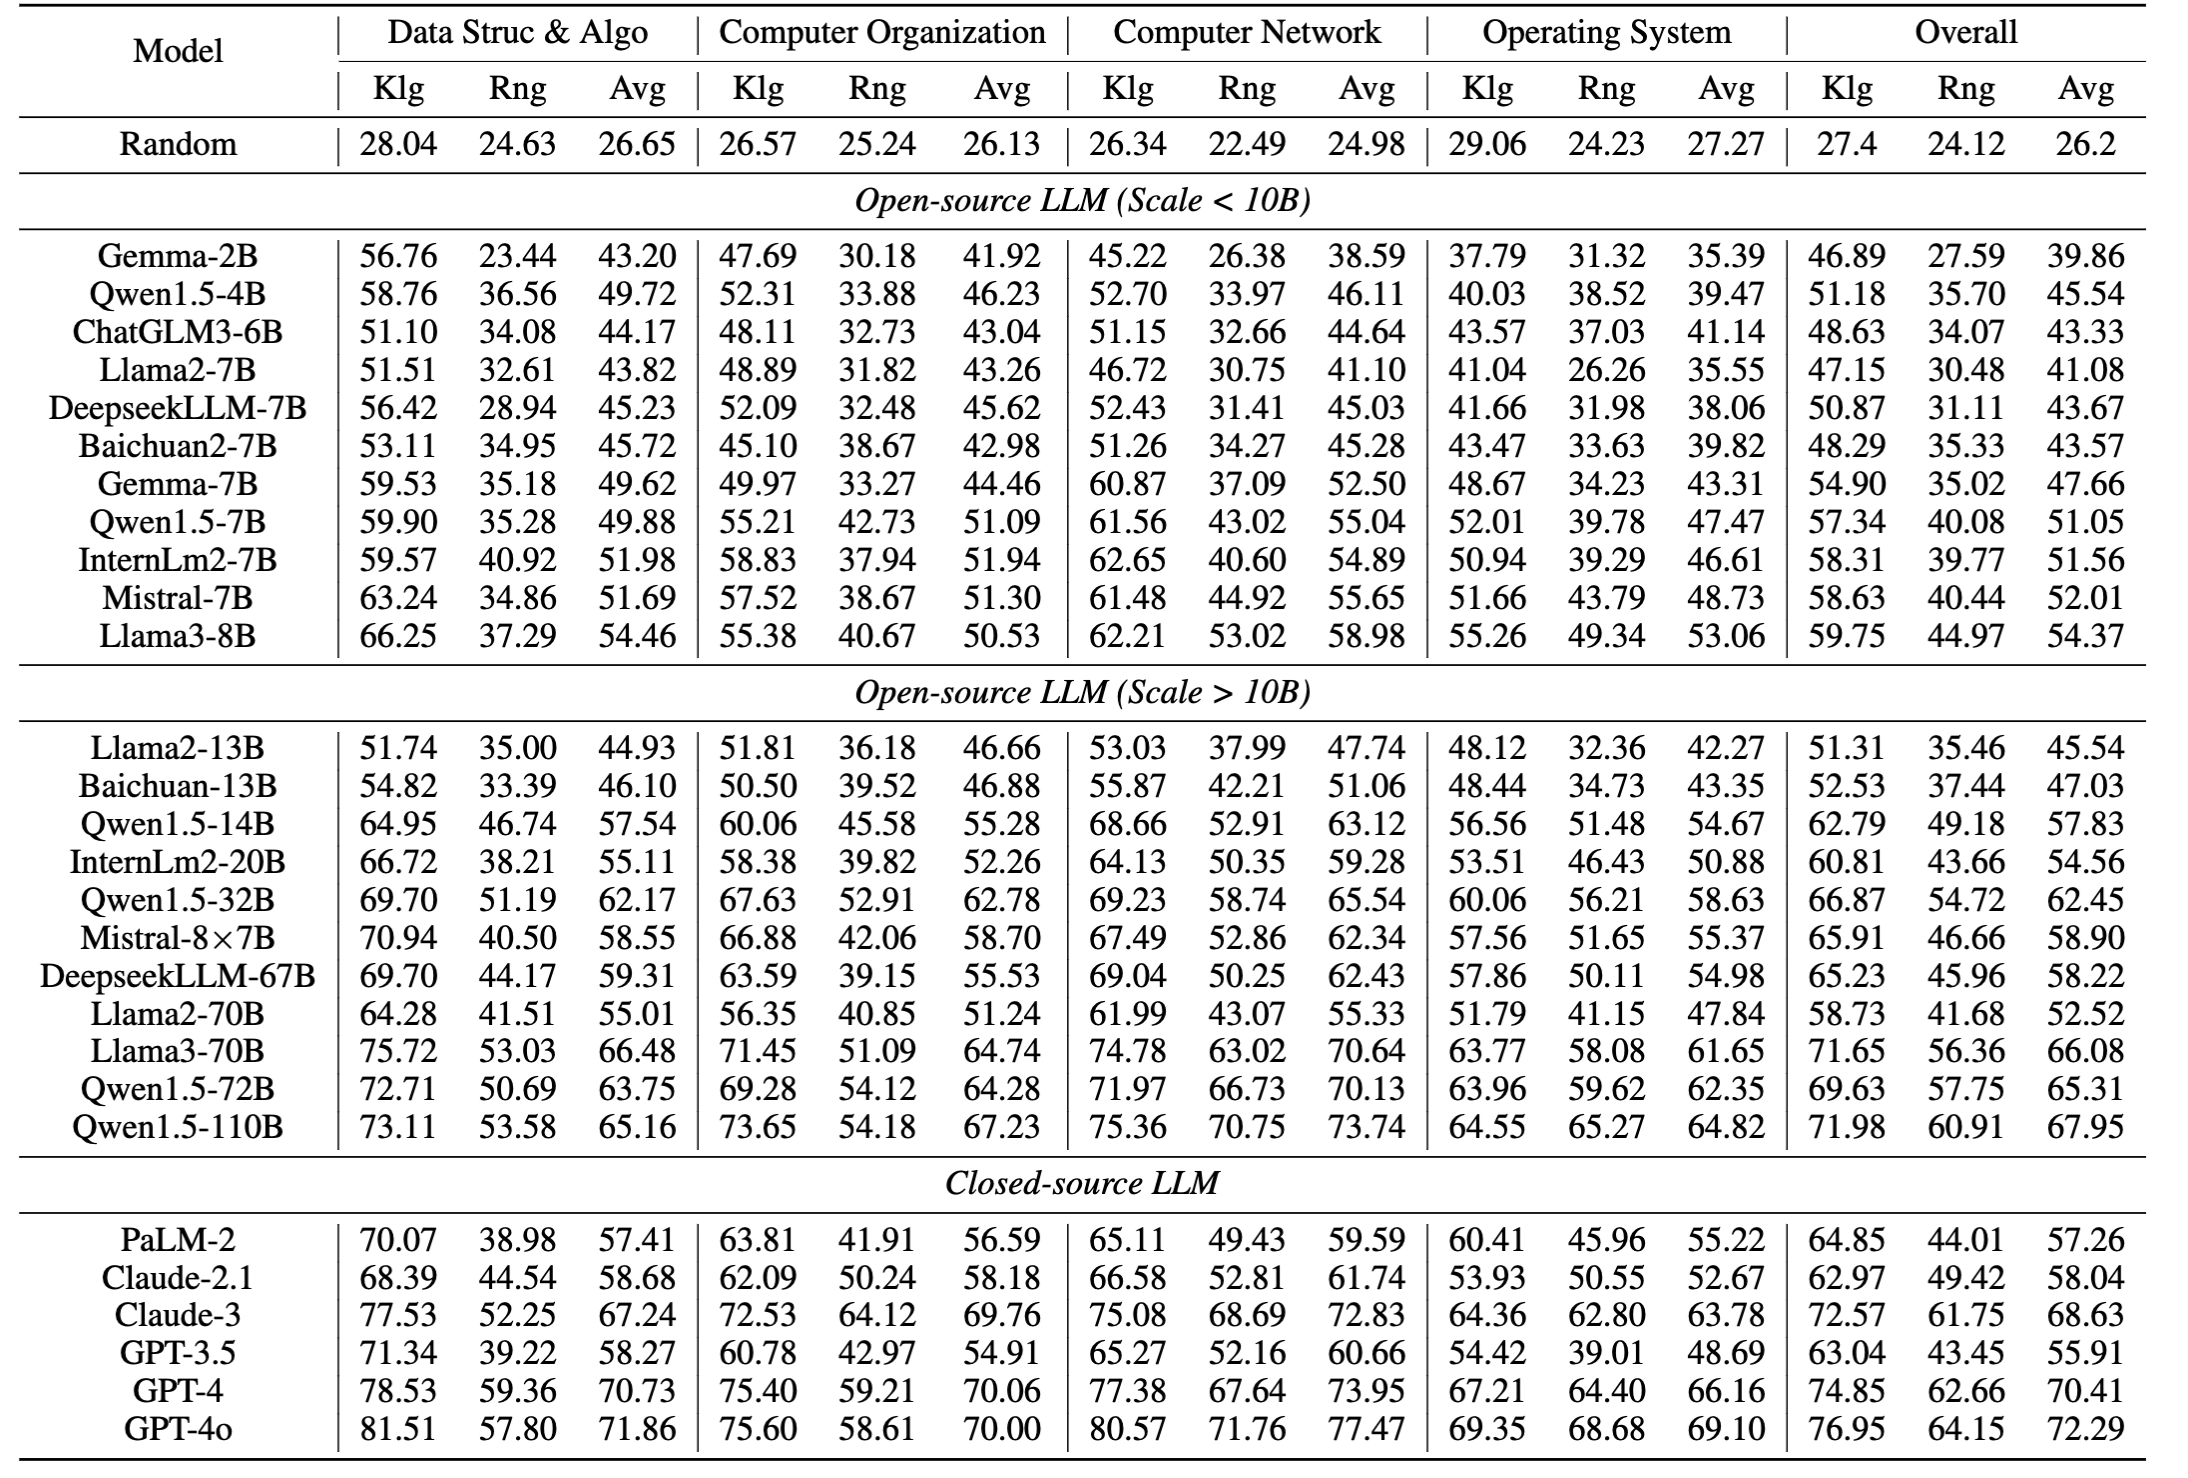 Model Data Struc & Algo Computer Organization Computer Network Operating System Overall
Klg Rng Avg Klg Rng Avg Klg Rng Avg Klg Rng Avg Klg Rng Avg
Random 28.04 24.63 26.65 26.57 25.24 26.13 26.34 22.49 24.98 29.06 24.23 27.27 27.4 24.12 26.2
Open-source LLM (Scale < 10B)
Gemma-2B 56.76 23.44 43.20 47.69 30.18 41.92 45.22 26.38 38.59 37.79 31.32 35.39 46.89 27.59 39.86
Qwen1.5-4B 58.76 36.56 49.72 52.31 33.88 46.23 52.70 33.97 46.11 40.03 38.52 39.47 51.18 35.70 45.54
ChatGLM3-6B 51.10 34.08 44.17 48.11 32.73 43.04 51.15 32.66 44.64 43.57 37.03 41.14 48.63 34.07 43.33
Llama2-7B 51.51 32.61 43.82 48.89 31.82 43.26 46.72 30.75 41.10 41.04 26.26 35.55 47.15 30.48 41.08
DeepseekLLM-7B 56.42 28.94 45.23 52.09 32.48 45.62 52.43 31.41 45.03 41.66 31.98 38.06 50.87 31.11 43.67
Baichuan2-7B 53.11 34.95 45.72 45.10 38.67 42.98 51.26 34.27 45.28 43.47 33.63 39.82 48.29 35.33 43.57
Gemma-7B 59.53 35.18 49.62 49.97 33.27 44.46 60.87 37.09 52.50 48.67 34.23 43.31 54.90 35.02 47.66
Qwen1.5-7B 59.90 35.28 49.88 55.21 42.73 51.09 61.56 43.02 55.04 52.01 39.78 47.47 57.34 40.08 51.05
InternLm2-7B 59.57 40.92 51.98 58.83 37.94 51.94 62.65 40.60 54.89 50.94 39.29 46.61 58.31 39.77 51.56
Mistral-7B 63.24 34.86 51.69 57.52 38.67 51.30 61.48 44.92 55.65 51.66 43.79 48.73 58.63 40.44 52.01
Llama3-8B 66.25 37.29 54.46 55.38 40.67 50.53 62.21 53.02 58.98 55.26 49.34 53.06 59.75 44.97 54.37
Open-source LLM (Scale > 10B)
Llama2-13B 51.74 35.00 44.93 51.81 36.18 46.66 53.03 37.99 47.74 48.12 32.36 42.27 51.31 35.46 45.54
Baichuan-13B 54.82 33.39 46.10 50.50 39.52 46.88 55.87 42.21 51.06 48.44 34.73 43.35 52.53 37.44 47.03
Qwen1.5-14B 64.95 46.74 57.54 60.06 45.58 55.28 68.66 52.91 63.12 56.56 51.48 54.67 62.79 49.18 57.83
InternLm2-20B 66.72 38.21 55.11 58.38 39.82 52.26 64.13 50.35 59.28 53.51 46.43 50.88 60.81 43.66 54.56
Qwen1.5-32B 69.70 51.19 62.17 67.63 52.91 62.78 69.23 58.74 65.54 60.06 56.21 58.63 66.87 54.72 62.45
Mistral-8×7B 70.94 40.50 58.55 66.88 42.06 58.70 67.49 52.86 62.34 57.56 51.65 55.37 65.91 46.66 58.90
DeepseekLLM-67B 69.70 44.17 59.31 63.59 39.15 55.53 69.04 50.25 62.43 57.86 50.11 54.98 65.23 45.96 58.22
Llama2-70B 64.28 41.51 55.01 56.35 40.85 51.24 61.99 43.07 55.33 51.79 41.15 47.84 58.73 41.68 52.52
Llama3-70B 75.72 53.03 66.48 71.45 51.09 64.74 74.78 63.02 70.64 63.77 58.08 61.65 71.65 56.36 66.08
Qwen1.5-72B 72.71 50.69 63.75 69.28 54.12 64.28 71.97 66.73 70.13 63.96 59.62 62.35 69.63 57.75 65.31
Qwen1.5-110B 73.11 53.58 65.16 73.65 54.18 67.23 75.36 70.75 73.74 64.55 65.27 64.82 71.98 60.91 67.95
Closed-source LLM
PaLM-2 70.07 38.98 57.41 63.81 41.91 56.59 65.11 49.43 59.59 60.41 45.96 55.22 64.85 44.01 57.26
Claude-2.1 68.39 44.54 58.68 62.09 50.24 58.18 66.58 52.81 61.74 53.93 50.55 52.67 62.97 49.42 58.04
Claude-3 77.53 52.25 67.24 72.53 64.12 69.76 75.08 68.69 72.83 64.36 62.80 63.78 72.57 61.75 68.63
GPT-3.5 71.34 39.22 58.27 60.78 42.97 54.91 65.27 52.16 60.66 54.42 39.01 48.69 63.04 43.45 55.91
GPT-4 78.53 59.36 70.73 75.40 59.21 70.06 77.38 67.64 73.95 67.21 64.40 66.16 74.85 62.66 70.41
GPT-4o 81.51 57.80 71.86 75.60 58.61 70.00 80.57 71.76 77.47 69.35 68.68 69.10 76.95 64.15 72.29